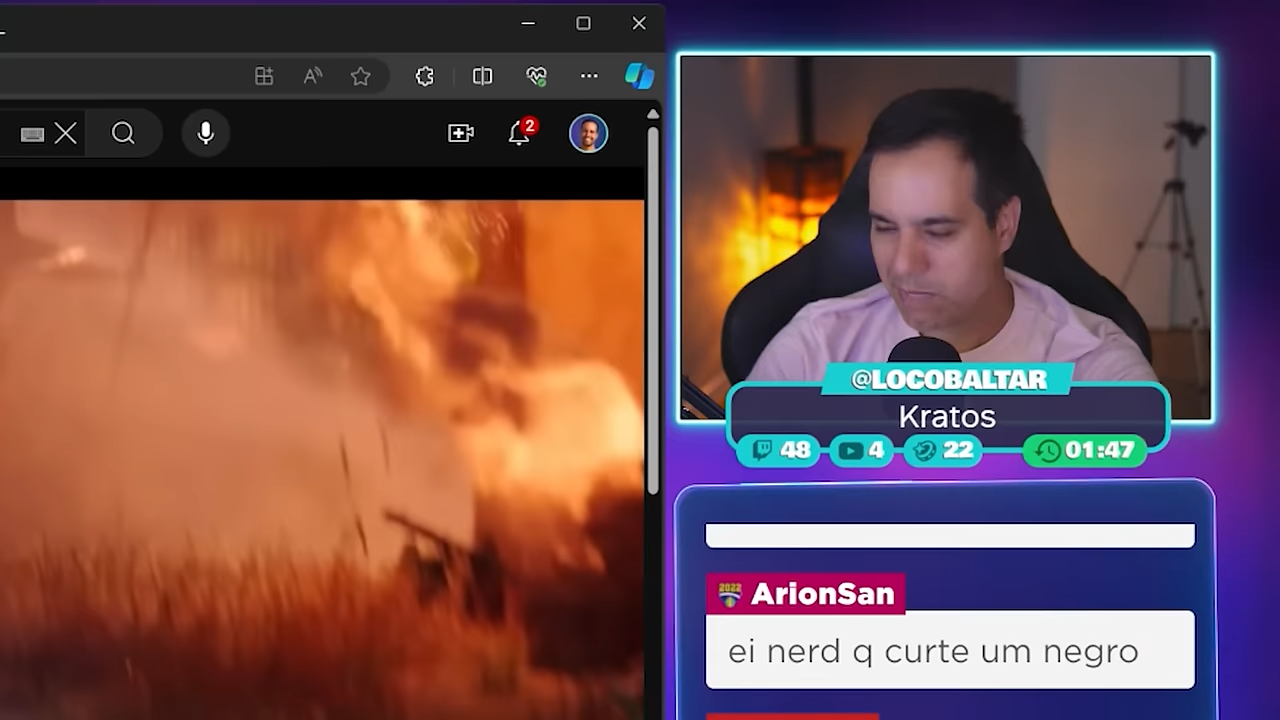 2
@LOCOBALTAR
Kratos
48 4 22 01:47
2022 ArionSan
ei nerd q curte um negro